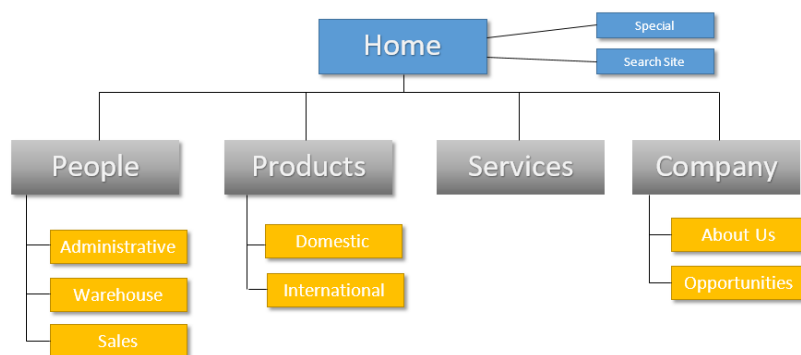 Home
Special
Search Site
People
Products
Services
Company
Administrative
Warehouse
Sales
Domestic
International
About Us
Opportunities